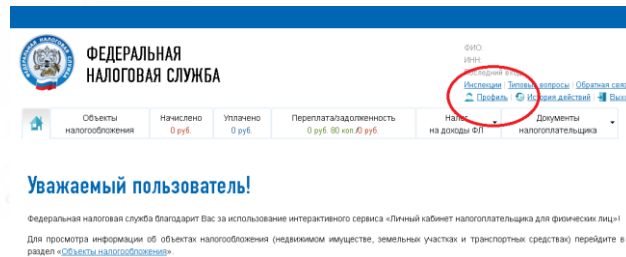 ФЕДЕРАЛЬНАЯ
НАЛОГОВАЯ СЛУЖБА
ФИО:
ИНН:
Последний вход
Инспекции | Типовые вопросы | Обратная свя
Профиль | История действий | Вых
Объекты налогообложения
Начислено 0 руб.
Уплачено 0 руб.
Переплата/задолженность 0 руб. 80 коп./0 руб.
Налог на доходы ФЛ
Документы налогоплательщика
Уважаемый пользователь!
Федеральная налоговая служба благодарит Вас за использование интерактивного сервиса «Личный кабинет налогоплательщика для физических лиц»!
Для просмотра информации об объектах налогообложения (недвижимом имуществе, земельных участках и транспортных средствах) перейдите в
раздел «Объекты налогообложения».